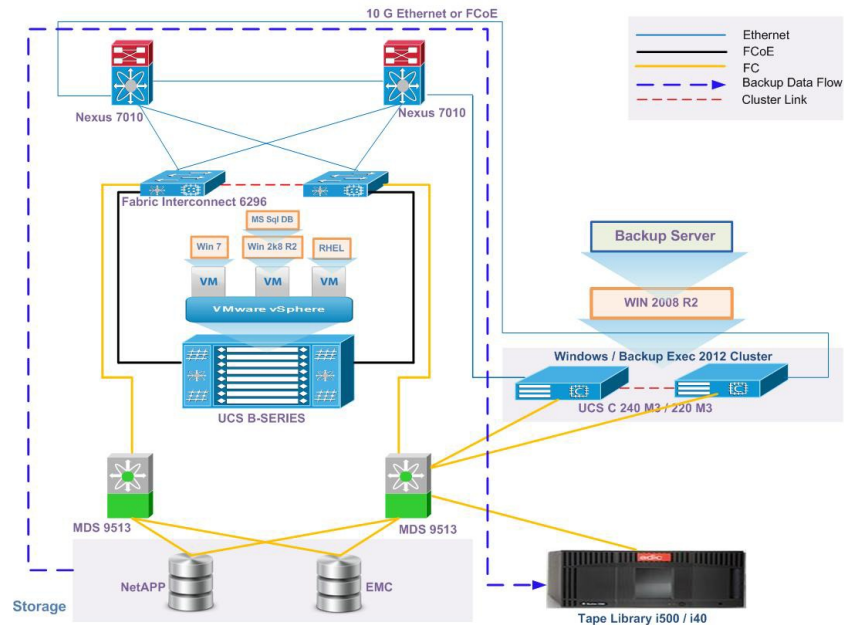 10 G Ethernet or FCoE
Ethernet
FCoE
FC
Backup Data Flow
Cluster Link
Nexus 7010
Nexus 7010
Fabric Interconnect 6296
MS Sql DB
Win 7
Win 2k8 R2
RHEL
VM
VM
VM
VMware vSphere
UCS B-SERIES
Backup Server
WIN 2008 R2
Windows / Backup Exec 2012 Cluster
UCS C 240 M3 / 220 M3
MDS 9513
MDS 9513
NetAPP
EMC
Storage
Tape Library i500 / i40